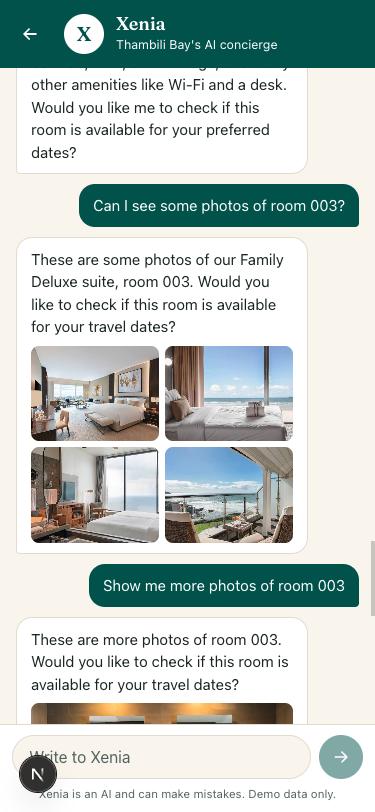 X
Xenia
Thambili Bay's AI concierge
other amenities like Wi-Fi and a desk.
Would you like me to check if this
room is available for your preferred
dates?
Can I see some photos of room 003?
These are some photos of our Family
Deluxe suite, room 003. Would you
like to check if this room is available
for your travel dates?
Show me more photos of room 003
These are more photos of room 003.
Would you like to check if this room is
available for your travel dates?
Write to Xenia
N
Xenia is an AI and can make mistakes. Demo data only.